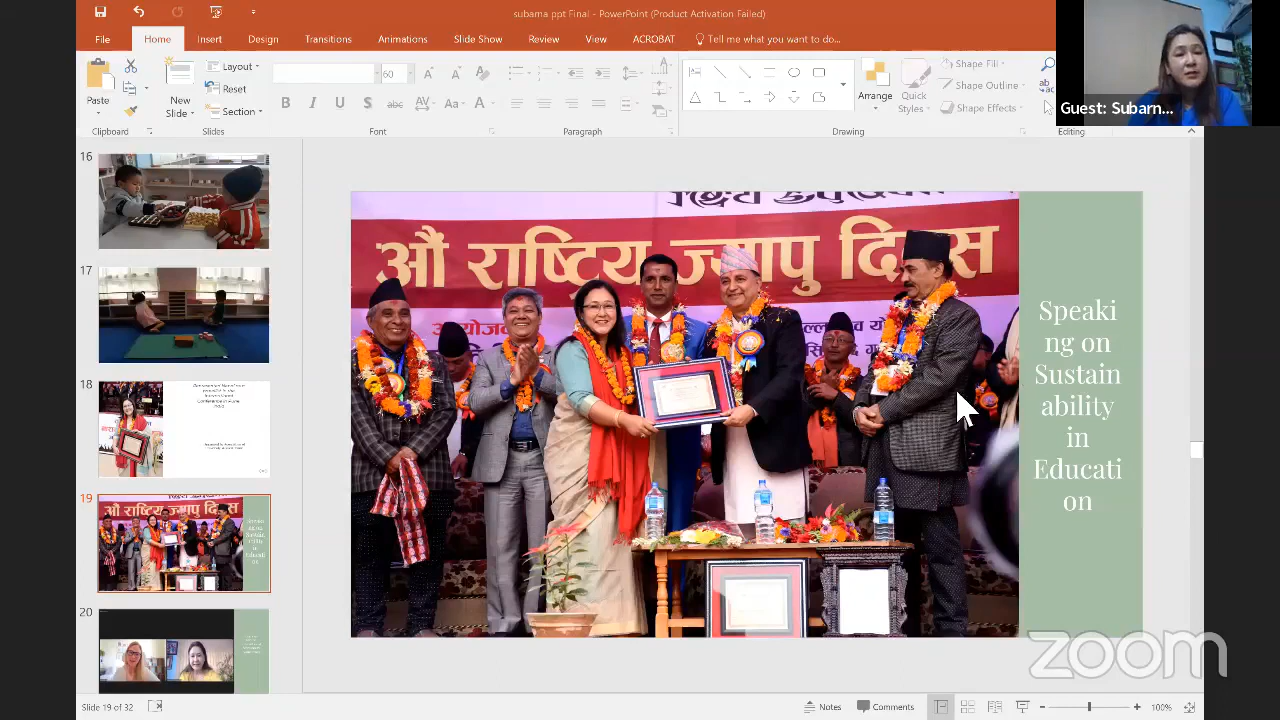 subama ppt Final - PowerPoint (Product Activation Failed)
File Home Insert Design Transitions Animations Slide Show Review View ACROBAT Tell me what you want to do...
Paste
New
Slide
Layout
Reset
Section
60
Arrange
Quick
Styles
Shape Fill
Shape Outline
Shape Effects
Clipboard Slides Font Paragraph Drawing Editing
Guest: Subarn...
16
17
18
19
20
औं राष्ट्रिय ज्यापु दिवस
Speaki
ng on
Sustain
ability
in
Educati
on
zoom
Slide 19 of 32
Notes Comments 100%